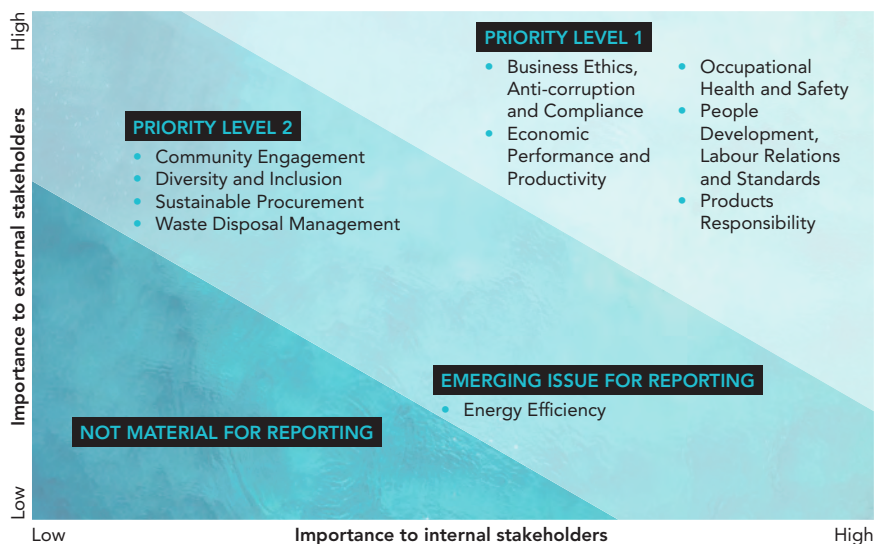 High
Importance to external stakeholders
Low
PRIORITY LEVEL 1
• Business Ethics,
Anti-corruption
and Compliance
• Economic
Performance and
Productivity
• Occupational
Health and Safety
• People
Development,
Labour Relations
and Standards
• Products
Responsibility
PRIORITY LEVEL 2
• Community Engagement
• Diversity and Inclusion
• Sustainable Procurement
• Waste Disposal Management
EMERGING ISSUE FOR REPORTING
• Energy Efficiency
NOT MATERIAL FOR REPORTING
Low
Importance to internal stakeholders
High